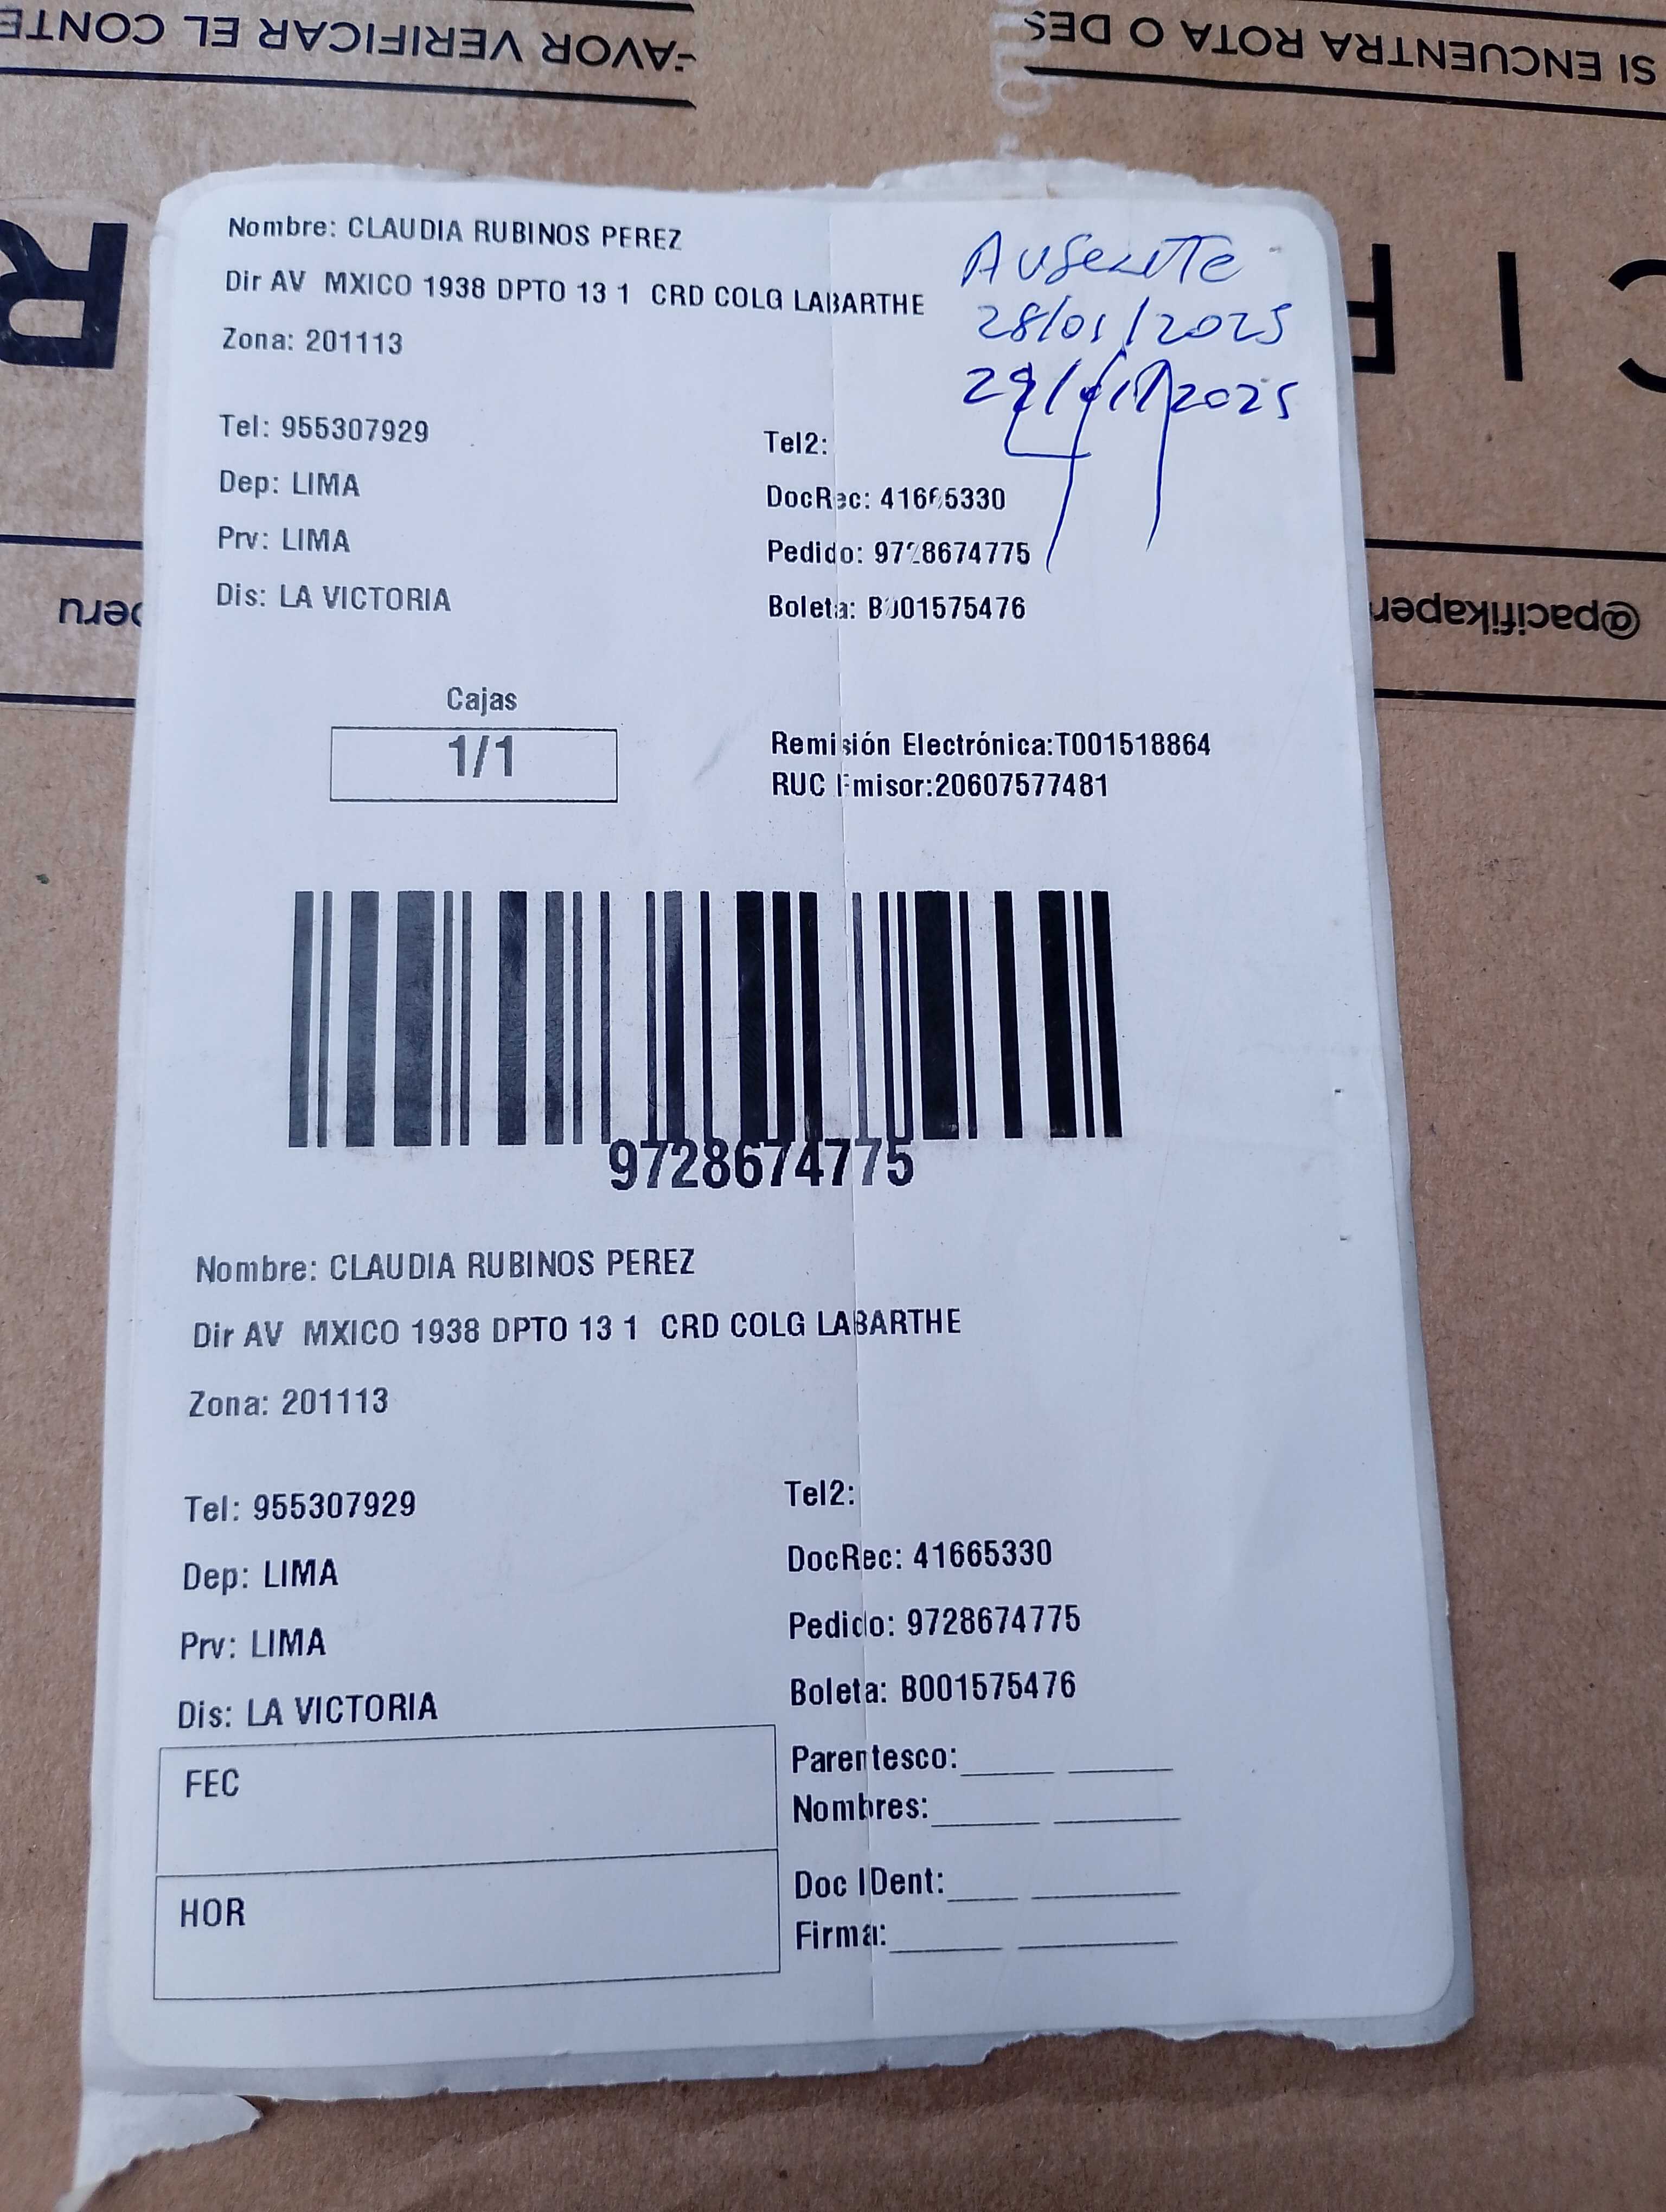 FAVOR VERIFICAR EL CONTE
SI ENCUENTRA ROTA O DES
Nombre: CLAUDIA RUBINOS PEREZ
Dir AV MXICO 1938 DPTO 13 1 CRD COLG LABARTHE
Zona: 201113
Ausente
28/01/2025
2025
Tel: 955307929
Tel2:
Dep: LIMA
DocRec: 41665330
Prv: LIMA
Pedido: 9728674775
Dis: LA VICTORIA
Boleta: B001575476
@pacifikaper
peru
Cajas
1/1
Remisión Electrónica:T001518864
RUC Emisor:20607577481
9728674775
Nombre: CLAUDIA RUBINOS PEREZ
Dir AV MXICO 1938 DPTO 13 1 CRD COLG LABARTHE
Zona: 201113
Tel: 955307929
Tel2:
Dep: LIMA
DocRec: 41665330
Prv: LIMA
Pedido: 9728674775
Dis: LA VICTORIA
Boleta: B001575476
FEC
Parentesco:
Nombres:
HOR
Doc IDent:
Firma: